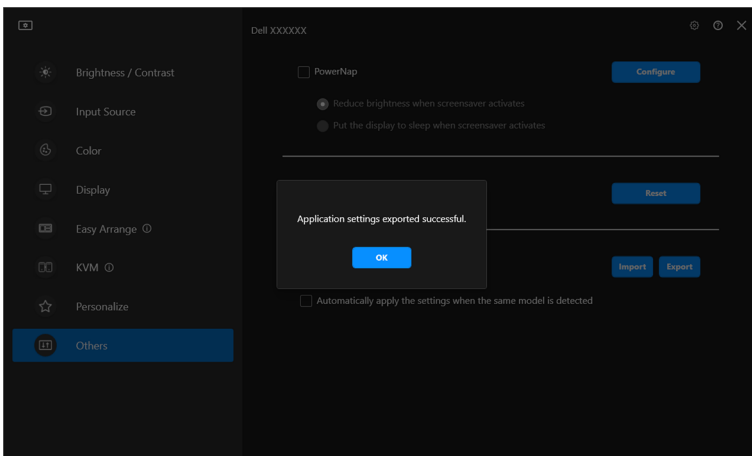 Dell XXXXXX
Brightness / Contrast
Input Source
Color
Display
Easy Arrange
KVM
Personalize
Others
PowerNap
Configure
Reduce brightness when screensaver activates
Put the display to sleep when screensaver activates
Reset
Application settings exported successful.
OK
Import
Export
Automatically apply the settings when the same model is detected